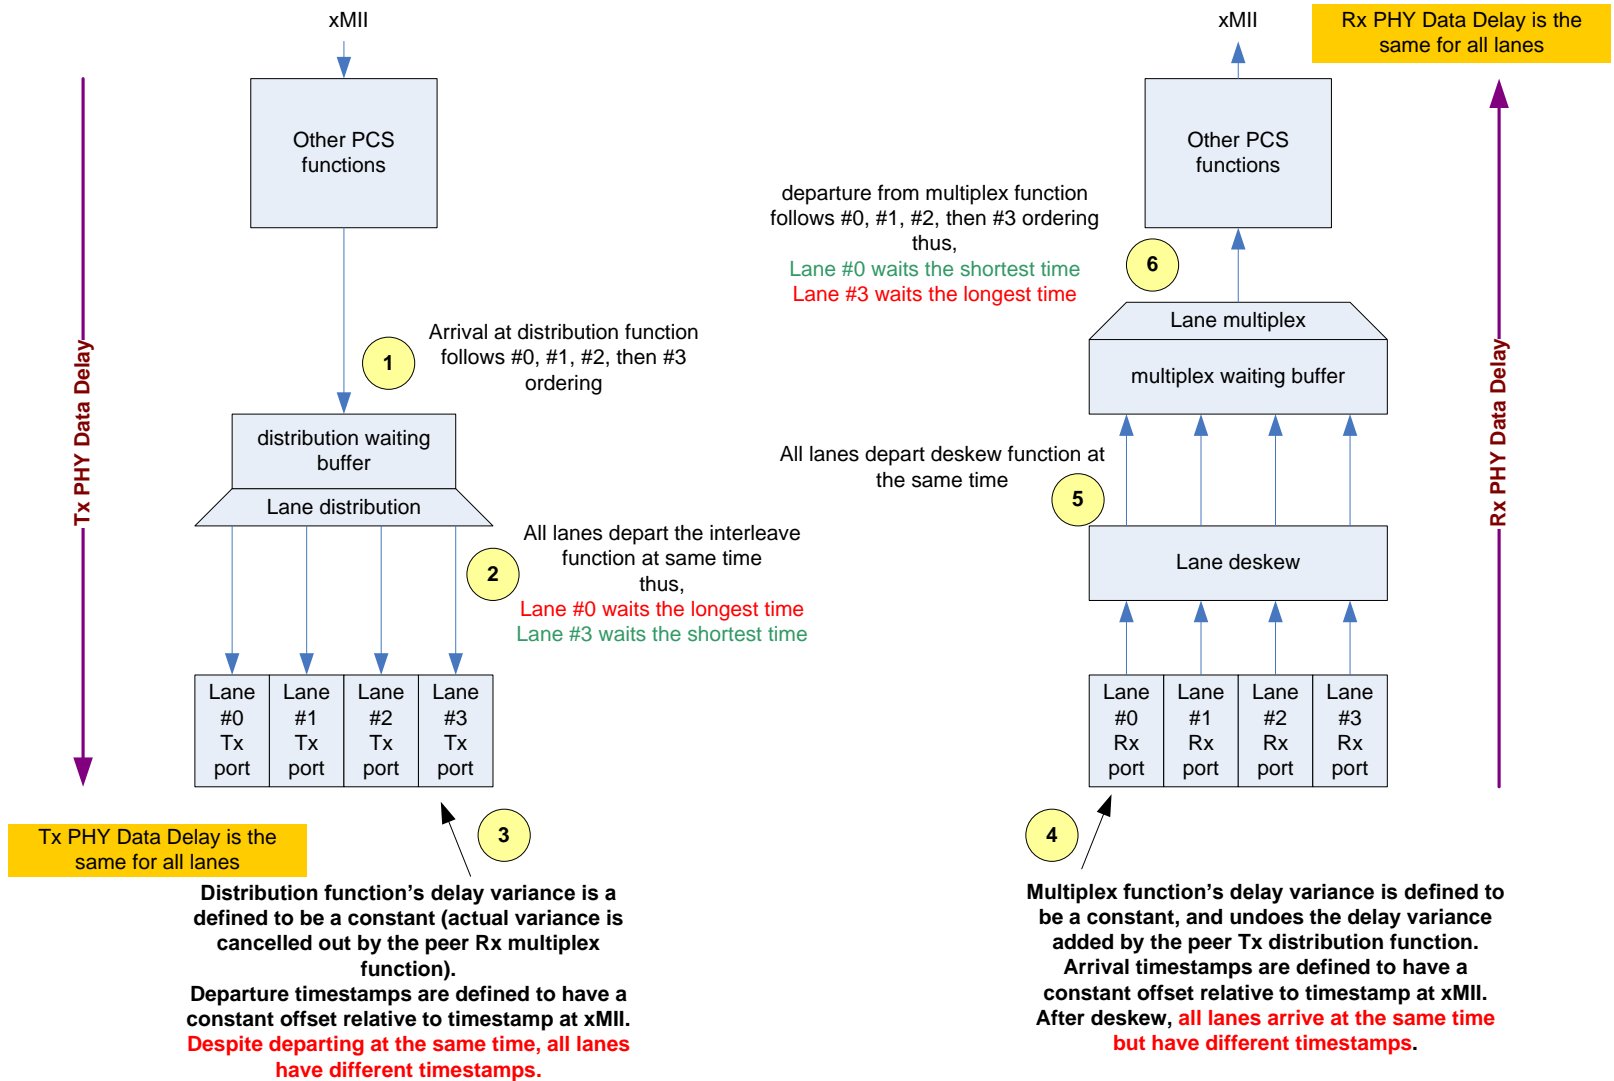 xMII
Other PCS
functions
Tx PHY Data Delay
1
Arrival at distribution function
follows #0, #1, #2, then #3
ordering
distribution waiting
buffer
Lane distribution
2
All lanes depart the interleave
function at same time
thus,
Lane #0 waits the longest time
Lane #3 waits the shortest time
Lane
#0
Tx
port
Lane
#1
Tx
port
Lane
#2
Tx
port
Lane
#3
Tx
port
3
Tx PHY Data Delay is the
same for all lanes
Distribution function’s delay variance is a
defined to be a constant (actual variance is
cancelled out by the peer Rx multiplex
function).
Departure timestamps are defined to have a
constant offset relative to timestamp at xMII.
Despite departing at the same time, all lanes
have different timestamps.
xMII
Rx PHY Data Delay is the
same for all lanes
Other PCS
functions
departure from multiplex function
follows #0, #1, #2, then #3 ordering
thus,
Lane #0 waits the shortest time
Lane #3 waits the longest time
6
Lane multiplex
multiplex waiting buffer
Rx PHY Data Delay
All lanes depart deskew function at
the same time
5
Lane deskew
Lane
#0
Rx
port
Lane
#1
Rx
port
Lane
#2
Rx
port
Lane
#3
Rx
port
4
Multiplex function’s delay variance is defined to
be a constant, and undoes the delay variance
added by the peer Tx distribution function.
Arrival timestamps are defined to have a
constant offset relative to timestamp at xMII.
After deskew, all lanes arrive at the same time
but have different timestamps.